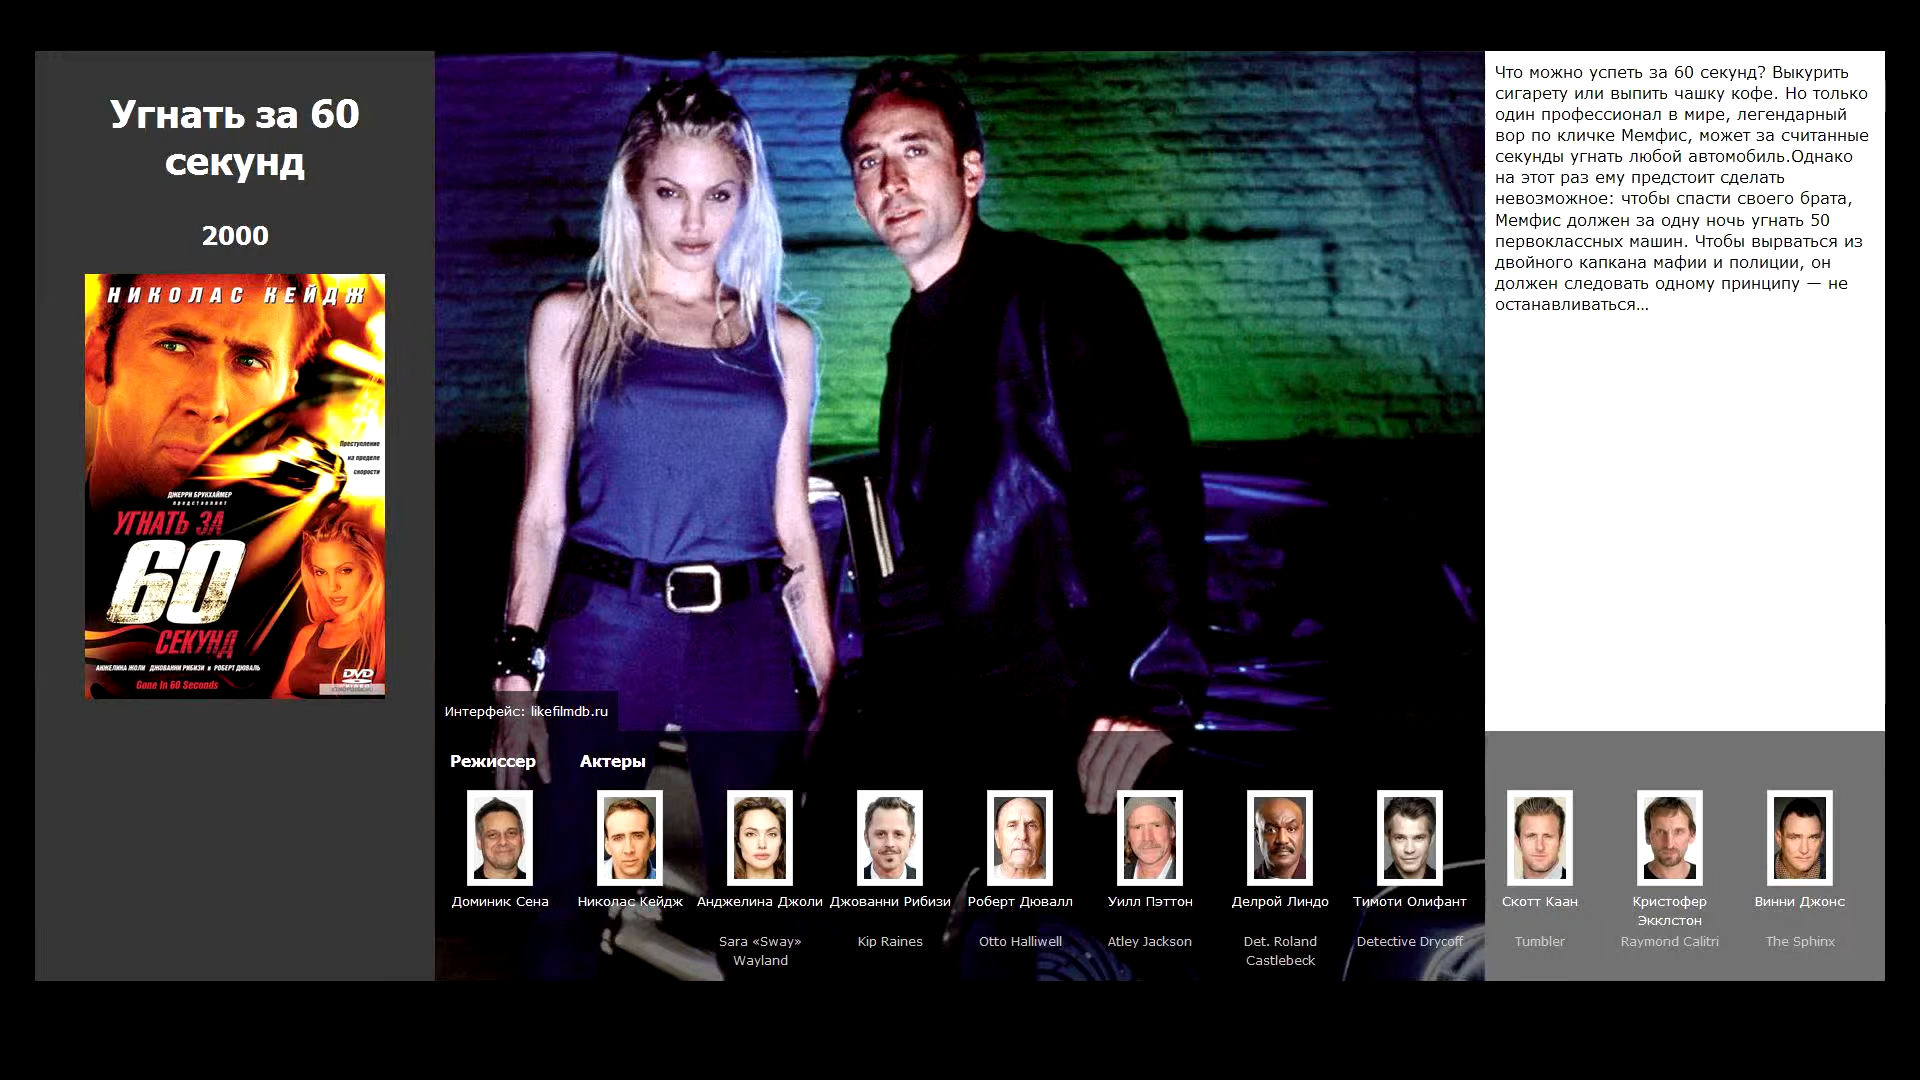 Угнать за 60
секунд
2000
НИКОЛАС КЕЙДЖ
Преступление
на пределе
скорости
ДЖЕРРИ БРУКХАЙМЕР
представляет
УГНАТЬ ЗА
60
СЕКУНД
АНЖЕЛИНА ЖОЛИ ДЖОВАННИ РИБИЗИ и РОБЕРТ ДЮВАЛЬ
Gone in 60 Seconds
DVD
VIDEO
Что можно успеть за 60 секунд? Выкурить
сигарету или выпить чашку кофе. Но только
один профессионал в мире, легендарный
вор по кличке Мемфис, может за считанные
секунды угнать любой автомобиль.Однако
на этот раз ему предстоит сделать
невозможное: чтобы спасти своего брата,
Мемфис должен за одну ночь угнать 50
первоклассных машин. Чтобы вырваться из
двойного капкана мафии и полиции, он
должен следовать одному принципу — не
останавливаться…
Интерфейс: likefilmdb.ru
Режиссер Актеры
Доминик Сена Николас Кейдж Анджелина Джоли Джованни Рибизи Роберт Дювалл Уилл Пэттон Делрой Линдо Тимоти Олифант Скотт Каан Кристофер Винни Джонс
Экклстон
Sara «Sway» Kip Raines Otto Halliwell Atley Jackson Det. Roland Detective Drycoff Tumbler Raymond Calitri The Sphinx
Wayland Castlebeck